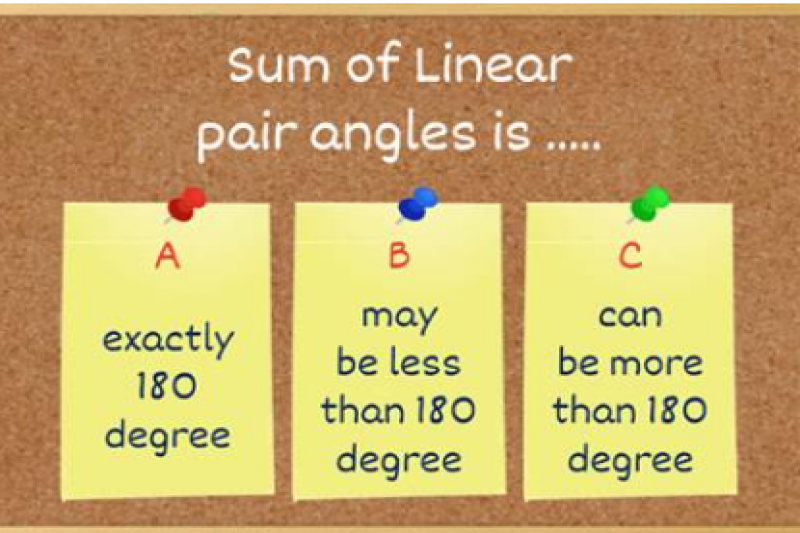 Sum of Linear
pair angles is .....
A
exactly
180
degree
B
may
be less
than 180
degree
C
can
be more
than 180
degree